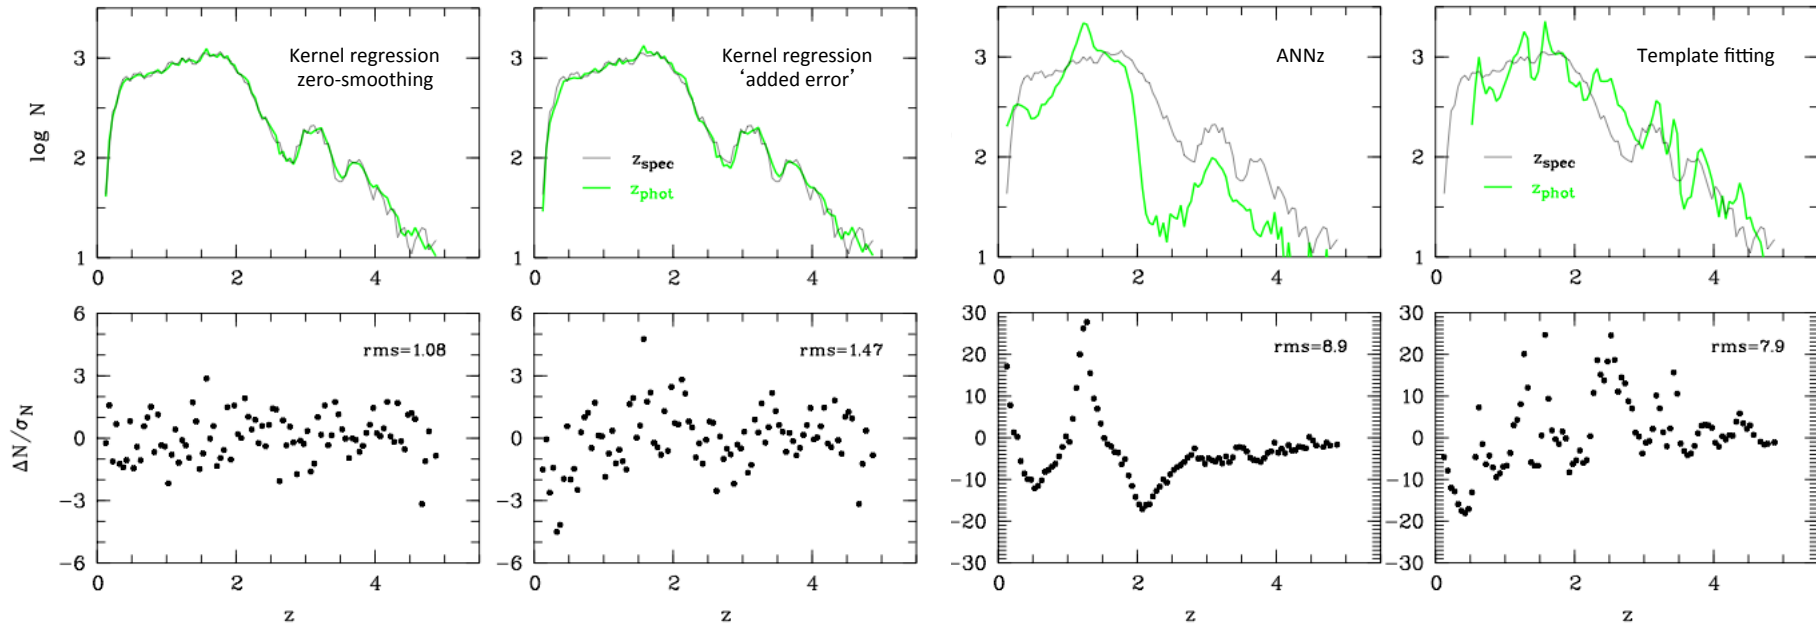 Kernel regression
zero-smoothing
Kernel regression
‘added error’
ANNz
Template fitting
log N
3
2
1
0 2 4
z_spec
z_phot
3
2
1
0 2 4
3
2
1
0 2 4
z_spec
z_phot
3
2
1
0 2 4
ΔN/σ_N
6
3
0
−3
−6
rms=1.08
0 2 4
z
6
3
0
−3
−6
rms=1.47
0 2 4
z
30
20
10
0
−10
−20
−30
rms=8.9
0 2 4
z
30
20
10
0
−10
−20
−30
rms=7.9
0 2 4
z